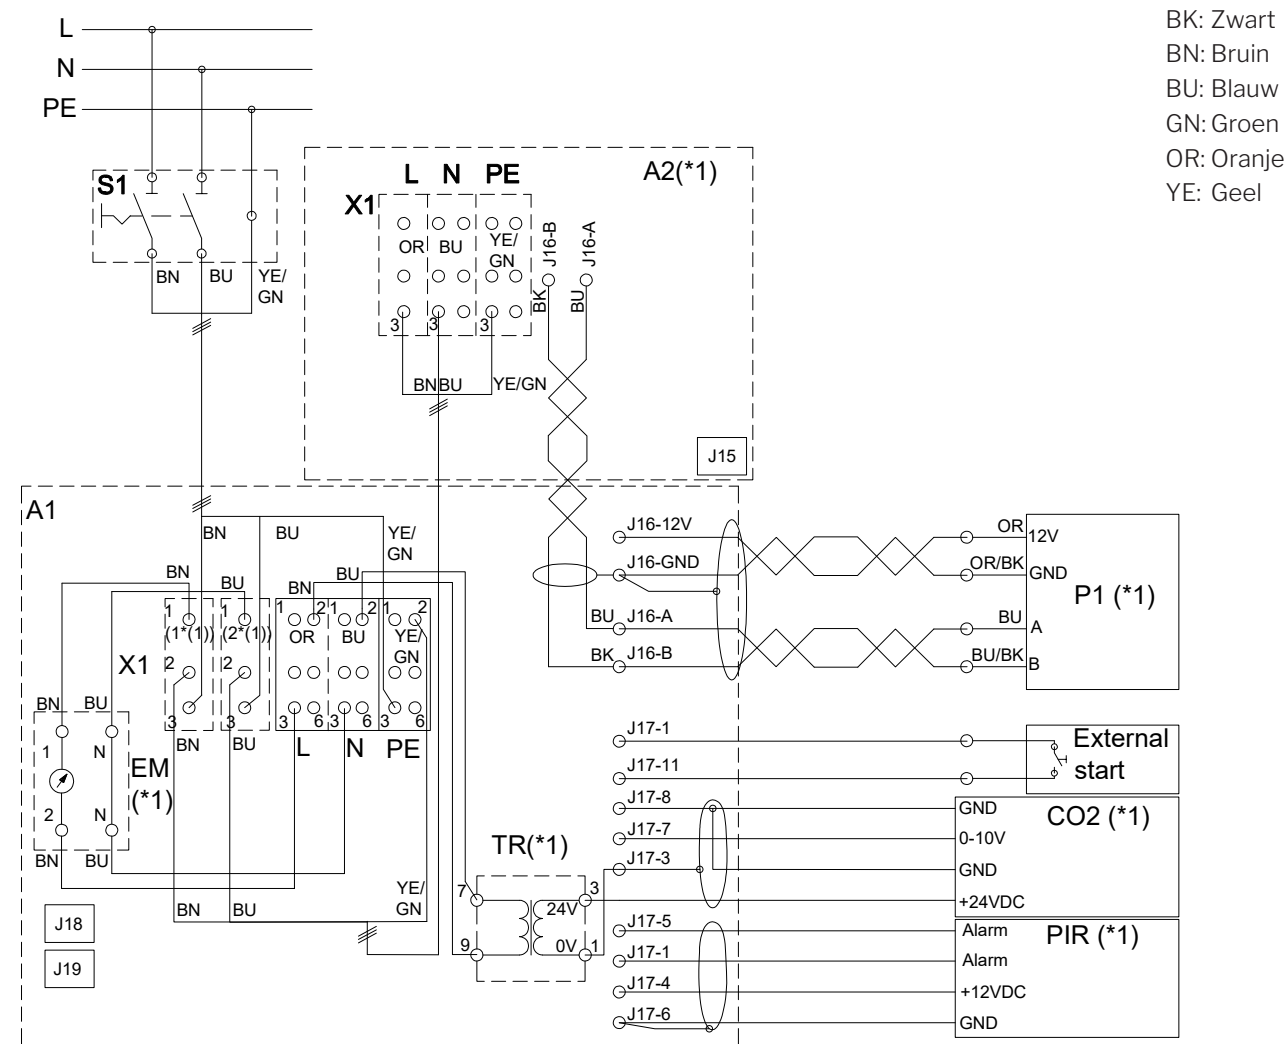 L
N
PE
BK: Zwart
BN: Bruin
BU: Blauw
GN: Groen
OR: Oranje
YE: Geel
S1
BN
BU
YE/
GN
A2(*1)
L N PE
X1
OR
BU
YE/
GN
3
3
3
BN
BU
YE/GN
J16-B
J16-A
BK
BU
J15
A1
BN
BU
YE/
GN
BN
BU
BN
BU
1
1
1
2
1
2
1
2
(1*(1))
(2*(1))
OR
BU
YE/
GN
X1
2
2
3
3
3
6
3
6
3
6
BN
BU
L
N
PE
BN
BU
1
N
2
N
EM
(*1)
BN
BU
BN
BU
YE/
GN
J18
J19
TR(*1)
7
9
24V
0V
3
1
J16-12V
J16-GND
BU
J16-A
BK
J16-B
OR
12V
OR/BK
GND
BU
A
BU/BK
B
P1 (*1)
J17-1
J17-11
External
start
J17-8
J17-7
J17-3
GND
0-10V
GND
+24VDC
CO2 (*1)
J17-5
J17-1
J17-4
J17-6
Alarm
Alarm
+12VDC
GND
PIR (*1)